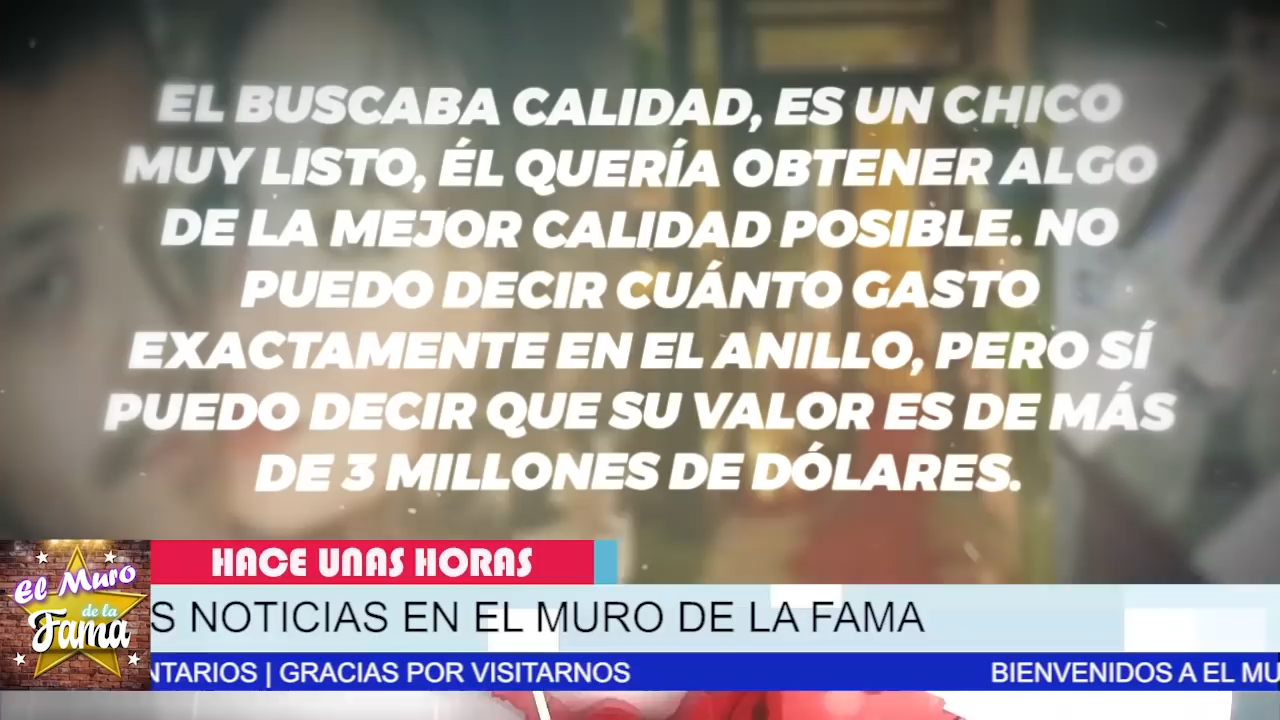 EL BUSCABA CALIDAD, ES UN CHICO
MUY LISTO, ÉL QUERÍA OBTENER ALGO
DE LA MEJOR CALIDAD POSIBLE. NO
PUEDO DECIR CUÁNTO GASTO
EXACTAMENTE EN EL ANILLO, PERO SÍ
PUEDO DECIR QUE SU VALOR ES DE MÁS
DE 3 MILLONES DE DÓLARES.
HACE UNAS HORAS
El Muro
de la
Fama
S NOTICIAS EN EL MURO DE LA FAMA
NTARIOS | GRACIAS POR VISITARNOS
BIENVENIDOS A EL MU